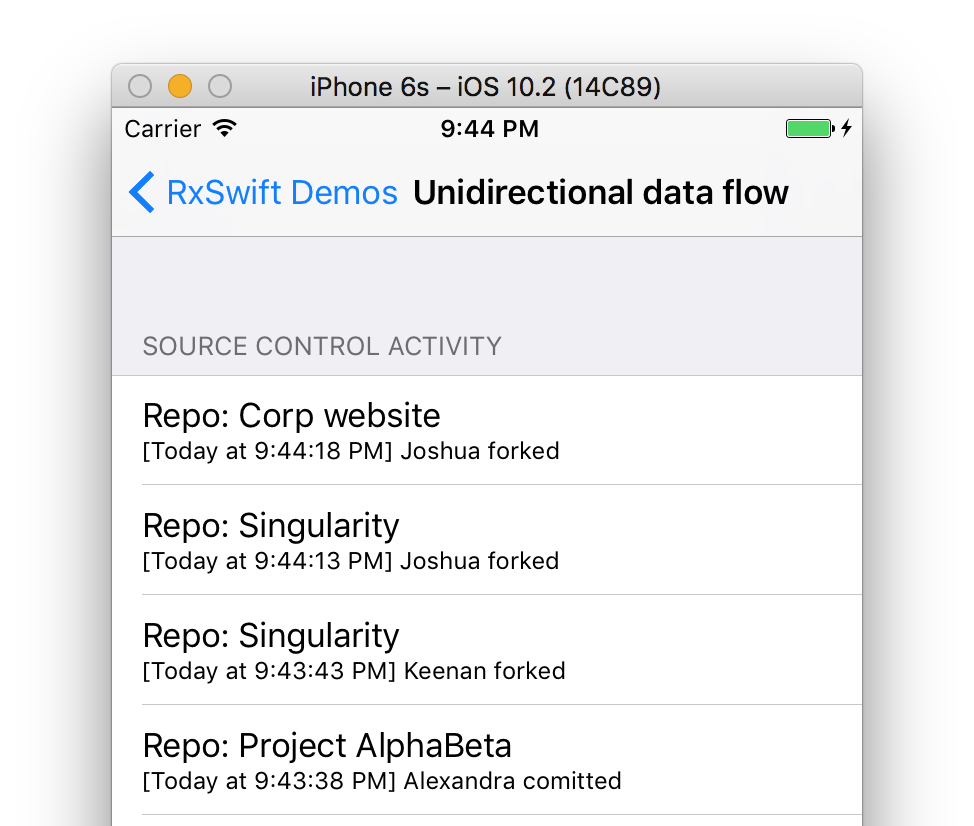 iPhone 6s – iOS 10.2 (14C89)
Carrier 9:44 PM
RxSwift Demos Unidirectional data flow
SOURCE CONTROL ACTIVITY
Repo: Corp website
[Today at 9:44:18 PM] Joshua forked
Repo: Singularity
[Today at 9:44:13 PM] Joshua forked
Repo: Singularity
[Today at 9:43:43 PM] Keenan forked
Repo: Project AlphaBeta
[Today at 9:43:38 PM] Alexandra comitted